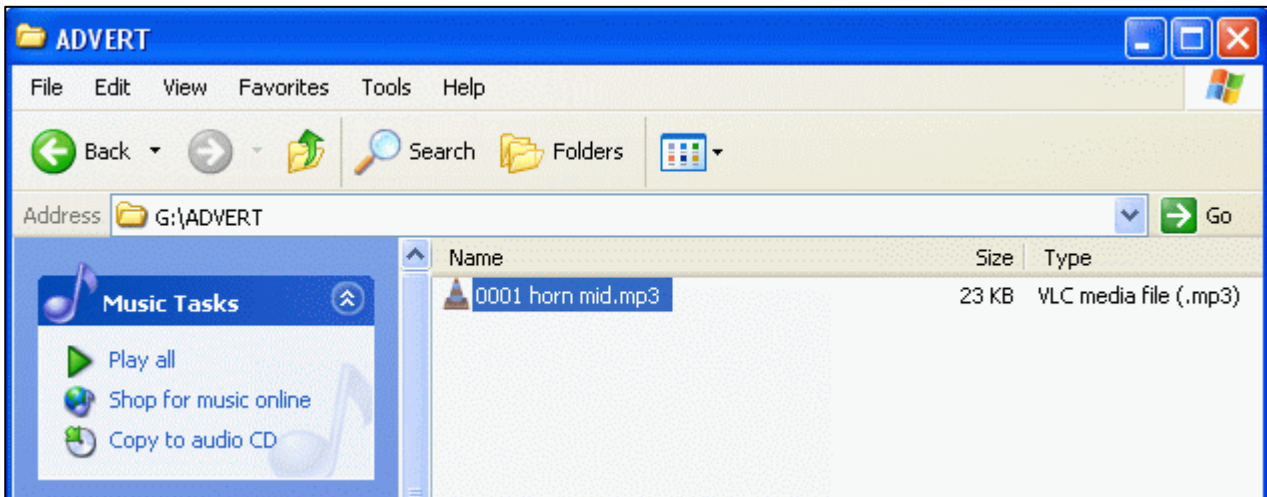 ADVERT
File Edit View Favorites Tools Help
Back Search Folders
Address G:\ADVERT Go
Name Size Type
0001 horn mid.mp3 23 KB VLC media file (.mp3)
Music Tasks
Play all
Shop for music online
Copy to audio CD